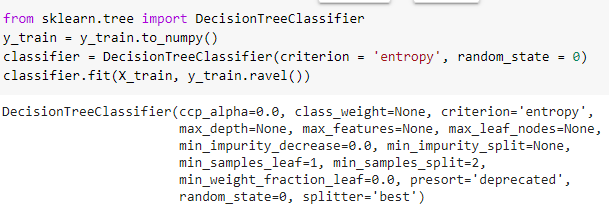 from sklearn.tree import DecisionTreeClassifier
y_train = y_train.to_numpy()
classifier = DecisionTreeClassifier(criterion = 'entropy', random_state = 0)
classifier.fit(X_train, y_train.ravel())
DecisionTreeClassifier(ccp_alpha=0.0, class_weight=None, criterion='entropy',
max_depth=None, max_features=None, max_leaf_nodes=None,
min_impurity_decrease=0.0, min_impurity_split=None,
min_samples_leaf=1, min_samples_split=2,
min_weight_fraction_leaf=0.0, presort='deprecated',
random_state=0, splitter='best')